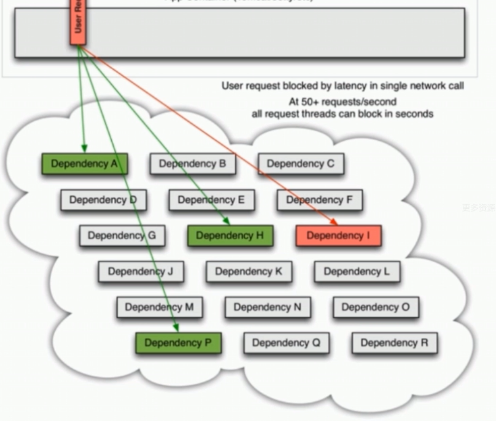 User Re
User request blocked by latency in single network call
At 50+ requests/second
all request threads can block in seconds
Dependency A
Dependency B
Dependency C
Dependency D
Dependency E
Dependency F
Dependency G
Dependency H
Dependency I
Dependency J
Dependency K
Dependency L
Dependency M
Dependency N
Dependency O
Dependency P
Dependency Q
Dependency R